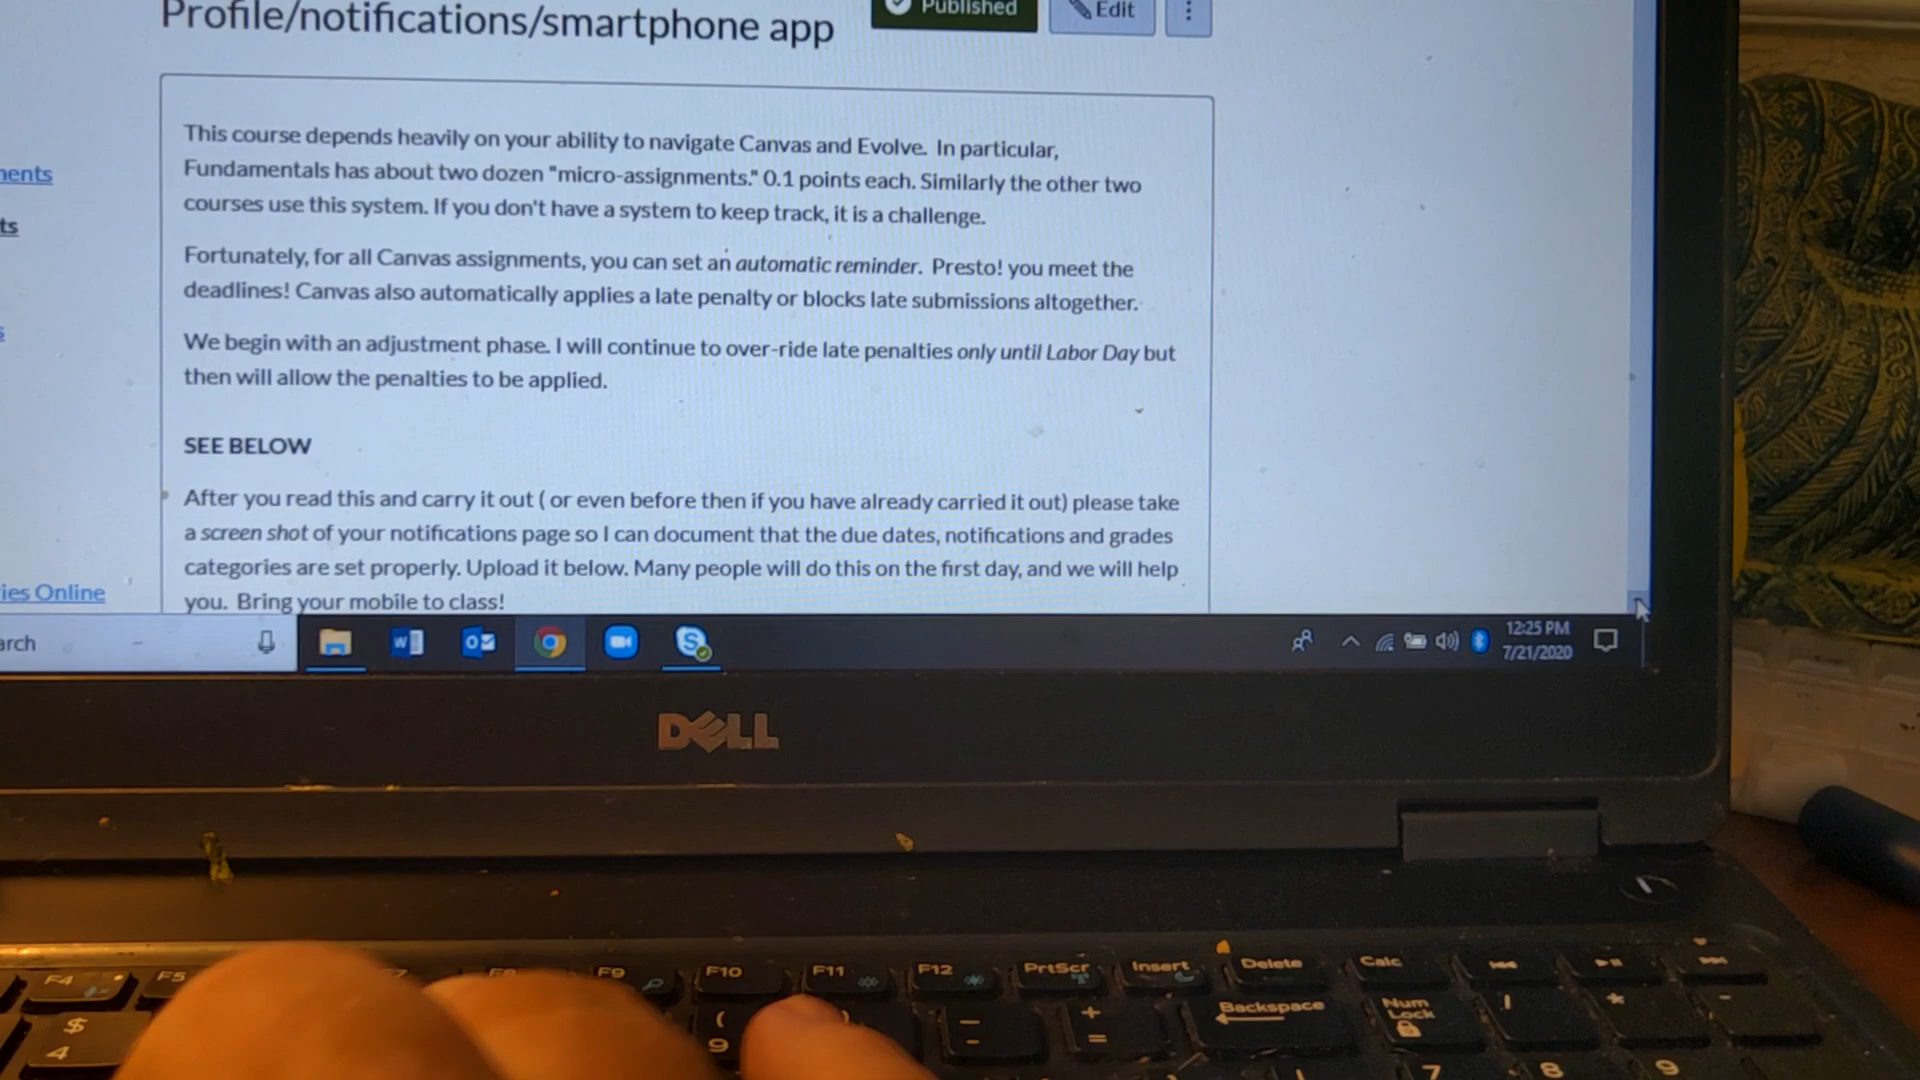 Profile/notifications/smartphone app
Published
Edit
This course depends heavily on your ability to navigate Canvas and Evolve. In particular,
Fundamentals has about two dozen "micro-assignments." 0.1 points each. Similarly the other two
courses use this system. If you don't have a system to keep track, it is a challenge.
Fortunately, for all Canvas assignments, you can set an automatic reminder. Presto! you meet the
deadlines! Canvas also automatically applies a late penalty or blocks late submissions altogether.
We begin with an adjustment phase. I will continue to over-ride late penalties only until Labor Day but
then will allow the penalties to be applied.
SEE BELOW
After you read this and carry it out ( or even before then if you have already carried it out) please take
a screen shot of your notifications page so I can document that the due dates, notifications and grades
categories are set properly. Upload it below. Many people will do this on the first day, and we will help
you. Bring your mobile to class!
nents
ts
s
ies Online
arch
12:25 PM
7/21/2020
DELL
F4 F5 F9 F10 F11 F12 PrtScr Insert Delete Calc
$ ( - + Backspace Num Lock / * -
4 9 - =
7 8 9